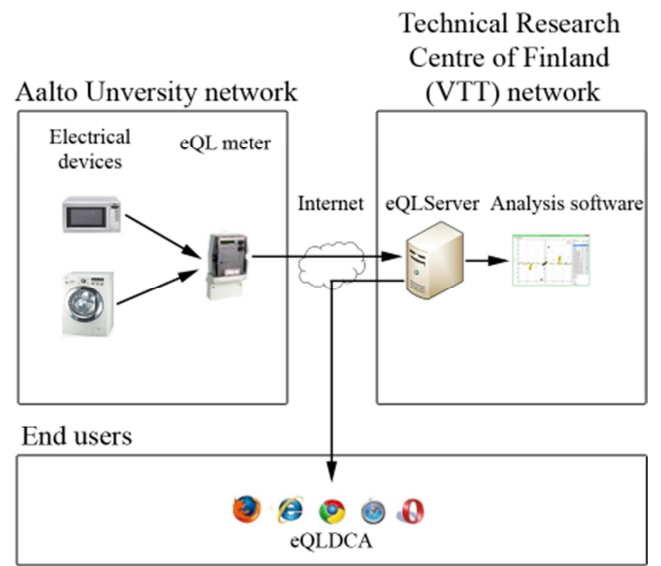 Technical Research
Centre of Finland
(VTT) network
Aalto Unversity network
Electrical
devices
eQL meter
Internet
eQLServer
Analysis software
End users
eQLDCA